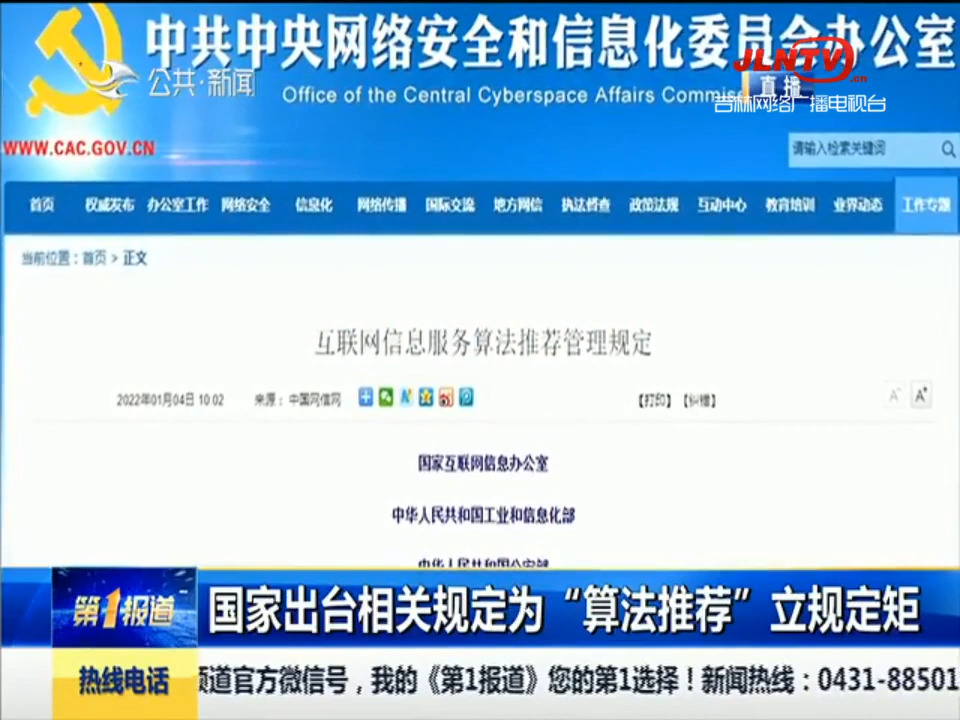 中共中央网络安全和信息化委员会办公室
公共·新闻
JLNTV.cn
直播
吉林网络广播电视台
Office of the Central Cyberspace Affairs Commis
WWW.CAC.GOV.CN
请输入检索关键词
首页 权威发布 办公室工作 网络安全 信息化 网络传播 国际交流 地方网信 执法督查 政策法规 互动中心 教育培训 业界动态 工作专题
当前位置：首页 > 正文
互联网信息服务算法推荐管理规定
2022年01月04日 10:02 来源：中国网信网 【打印】【纠错】
A- A+
国家互联网信息办公室
中华人民共和国工业和信息化部
中华人民共和国公安部
第1报道 国家出台相关规定为“算法推荐”立规定矩
热线电话 频道官方微信号，我的《第1报道》您的第1选择！新闻热线：0431-88501